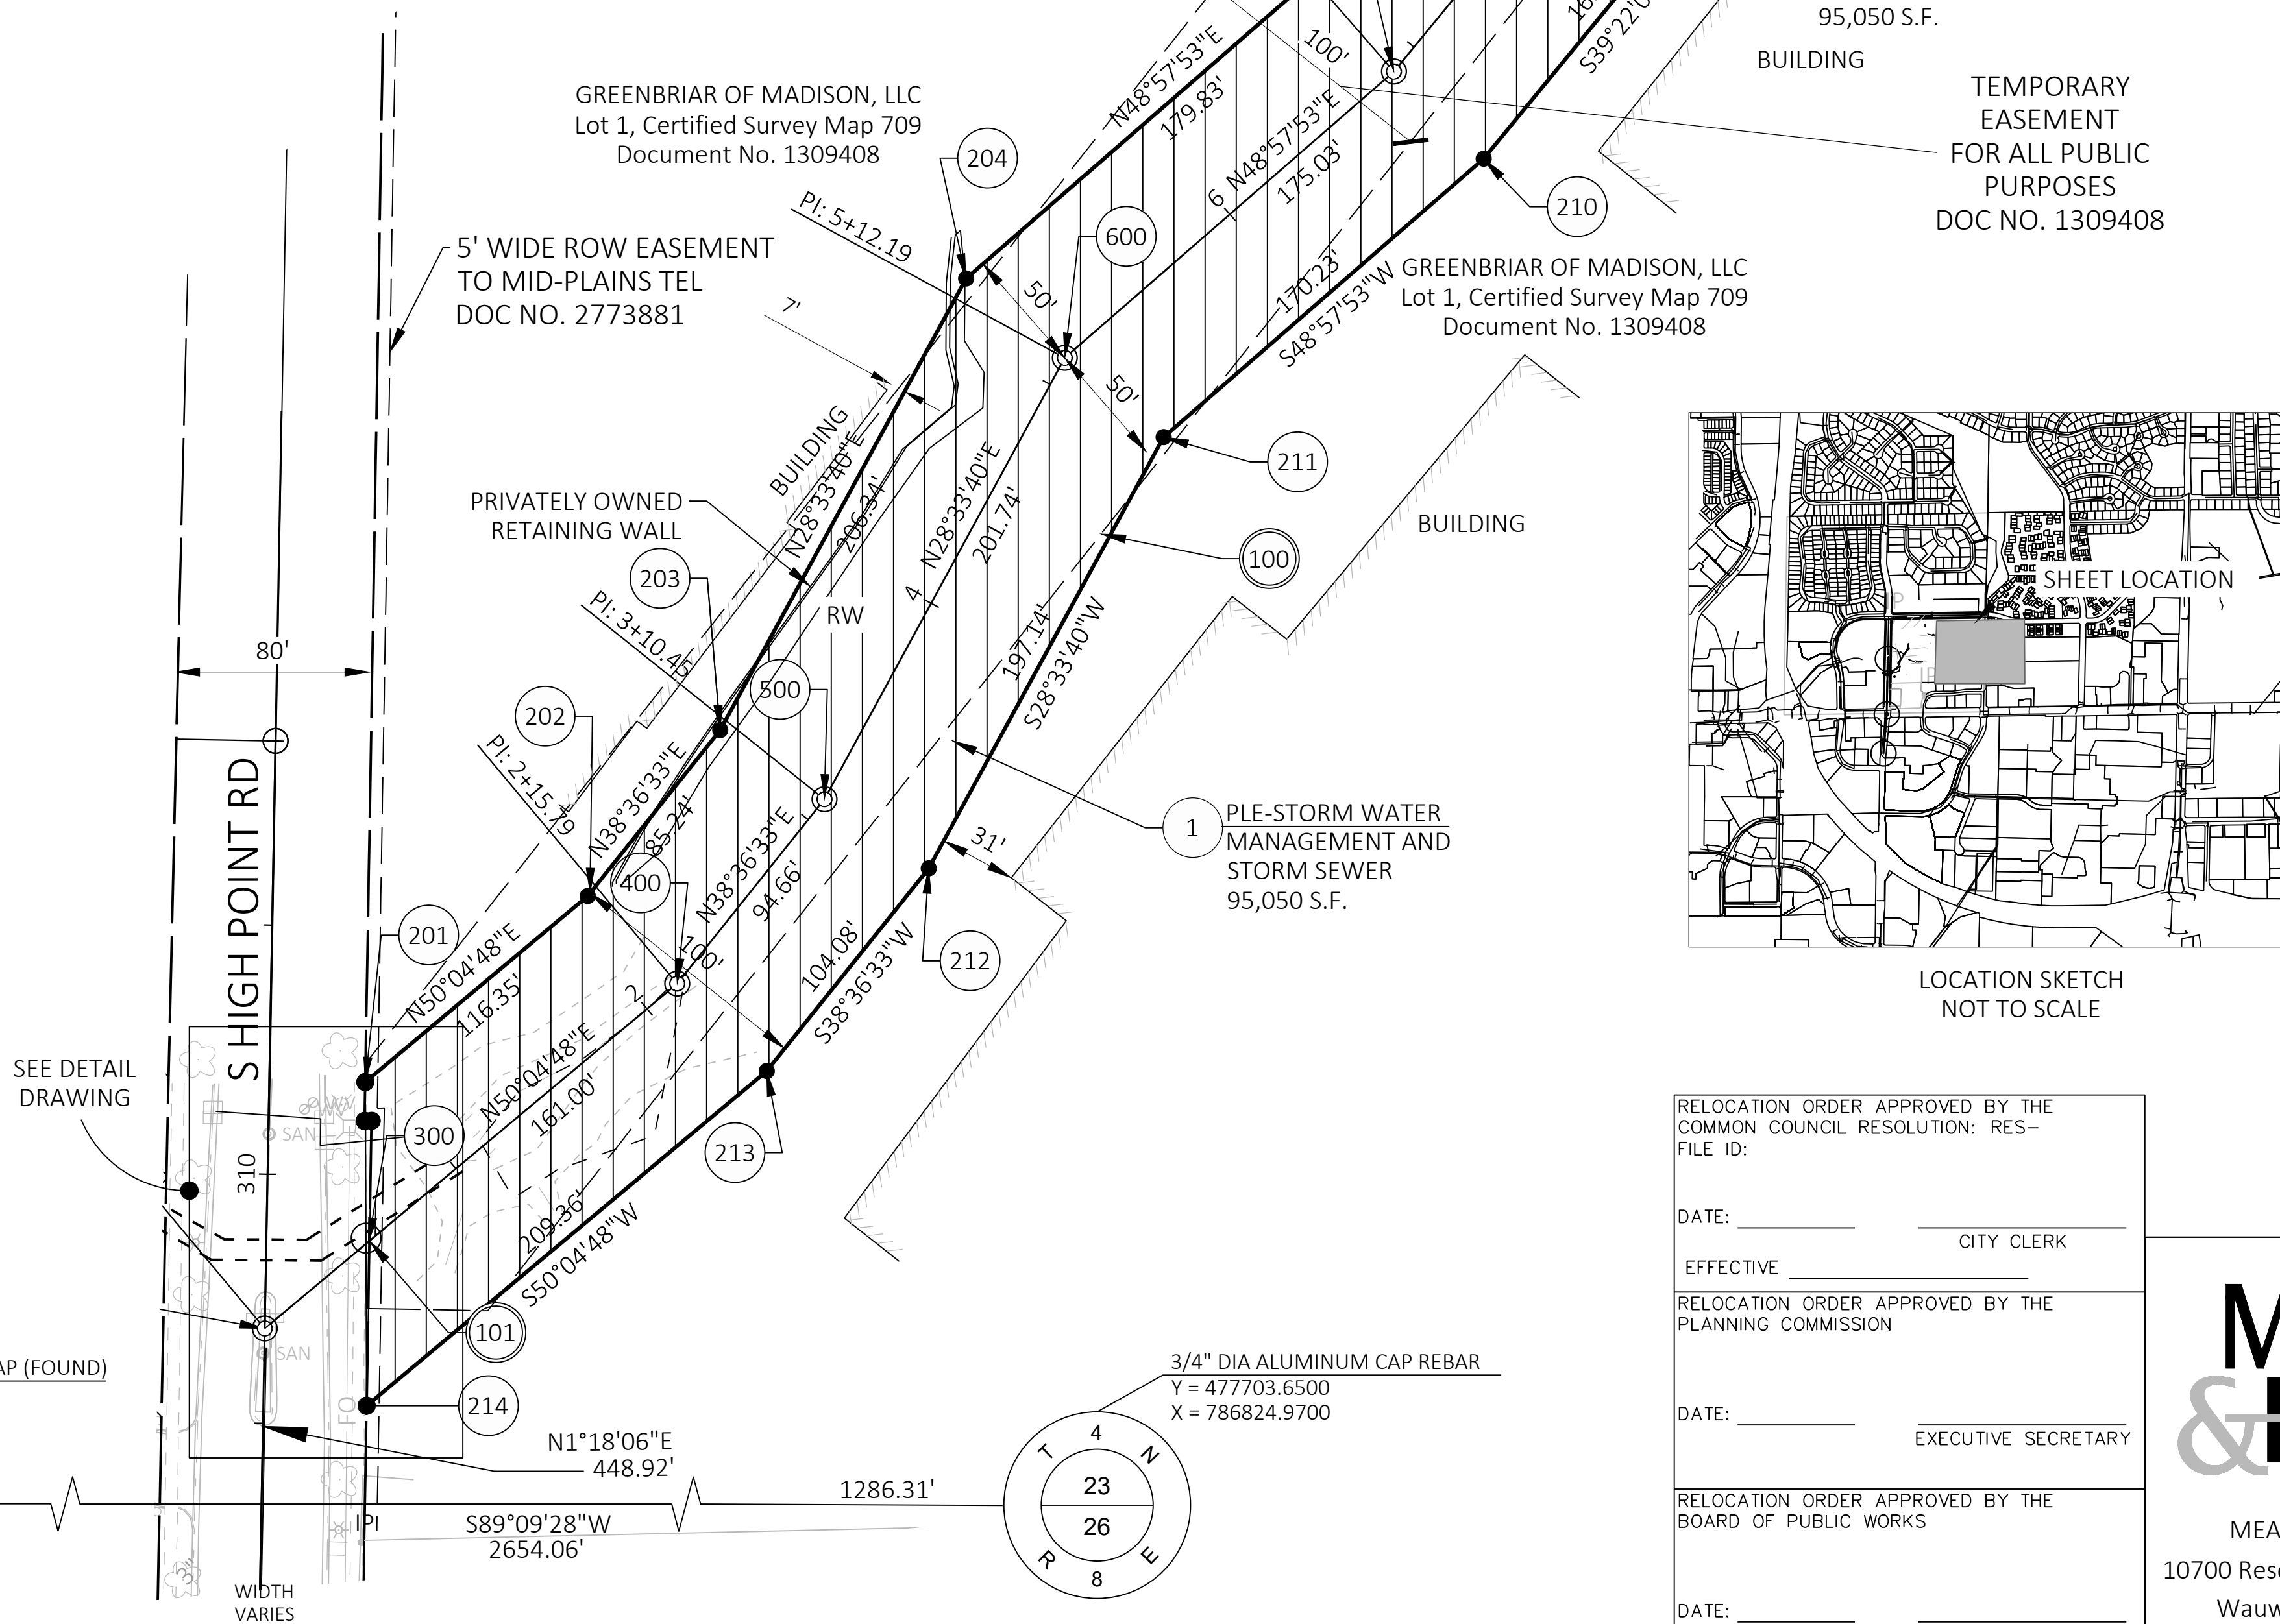 95,050 S.F.
BUILDING
TEMPORARY
EASEMENT
FOR ALL PUBLIC
PURPOSES
DOC NO. 1309408
GREENBRIAR OF MADISON, LLC
Lot 1, Certified Survey Map 709
Document No. 1309408
204
N48°57'53"E
179.83'
100'
N48°57'53"E
175.03'
6
210
PI: 5+12.19
600
5' WIDE ROW EASEMENT
TO MID-PLAINS TEL
DOC NO. 2773881
7'
50'
50'
170.23'
S48°57'53"W
GREENBRIAR OF MADISON, LLC
Lot 1, Certified Survey Map 709
Document No. 1309408
BUILDING
N28°33'40"E
206.34'
N28°33'40"E
201.74'
4
211
100
BUILDING
PRIVATELY OWNED
RETAINING WALL
203
RW
PI: 3+10.45
197.14'
S28°33'40"W
80'
202
500
PI: 2+15.79
N38°36'33"E
85.24'
400
N38°36'33"E
94.66'
31'
1
PLE-STORM WATER
MANAGEMENT AND
STORM SEWER
95,050 S.F.
SHEET LOCATION
LOCATION SKETCH
NOT TO SCALE
S HIGH POINT RD
201
N50°04'48"E
116.35'
100'
2
104.08'
S38°36'33"W
212
SEE DETAIL
DRAWING
N50°04'48"E
161.00'
213
SAN
300
310
209.36'
S50°04'48"W
101
SAN
AP (FOUND)
FO
214
N1°18'06"E
448.92'
3/4" DIA ALUMINUM CAP REBAR
Y = 477703.6500
X = 786824.9700
4
T N
23
26
R E
8
1286.31'
S89°09'28"W
2654.06'
3"
WIDTH
VARIES
RELOCATION ORDER APPROVED BY THE
COMMON COUNCIL RESOLUTION: RES-
FILE ID:
DATE:
CITY CLERK
EFFECTIVE
RELOCATION ORDER APPROVED BY THE
PLANNING COMMISSION
DATE:
EXECUTIVE SECRETARY
RELOCATION ORDER APPROVED BY THE
BOARD OF PUBLIC WORKS
DATE:
M
&
MEA
10700 Rese
Wauw